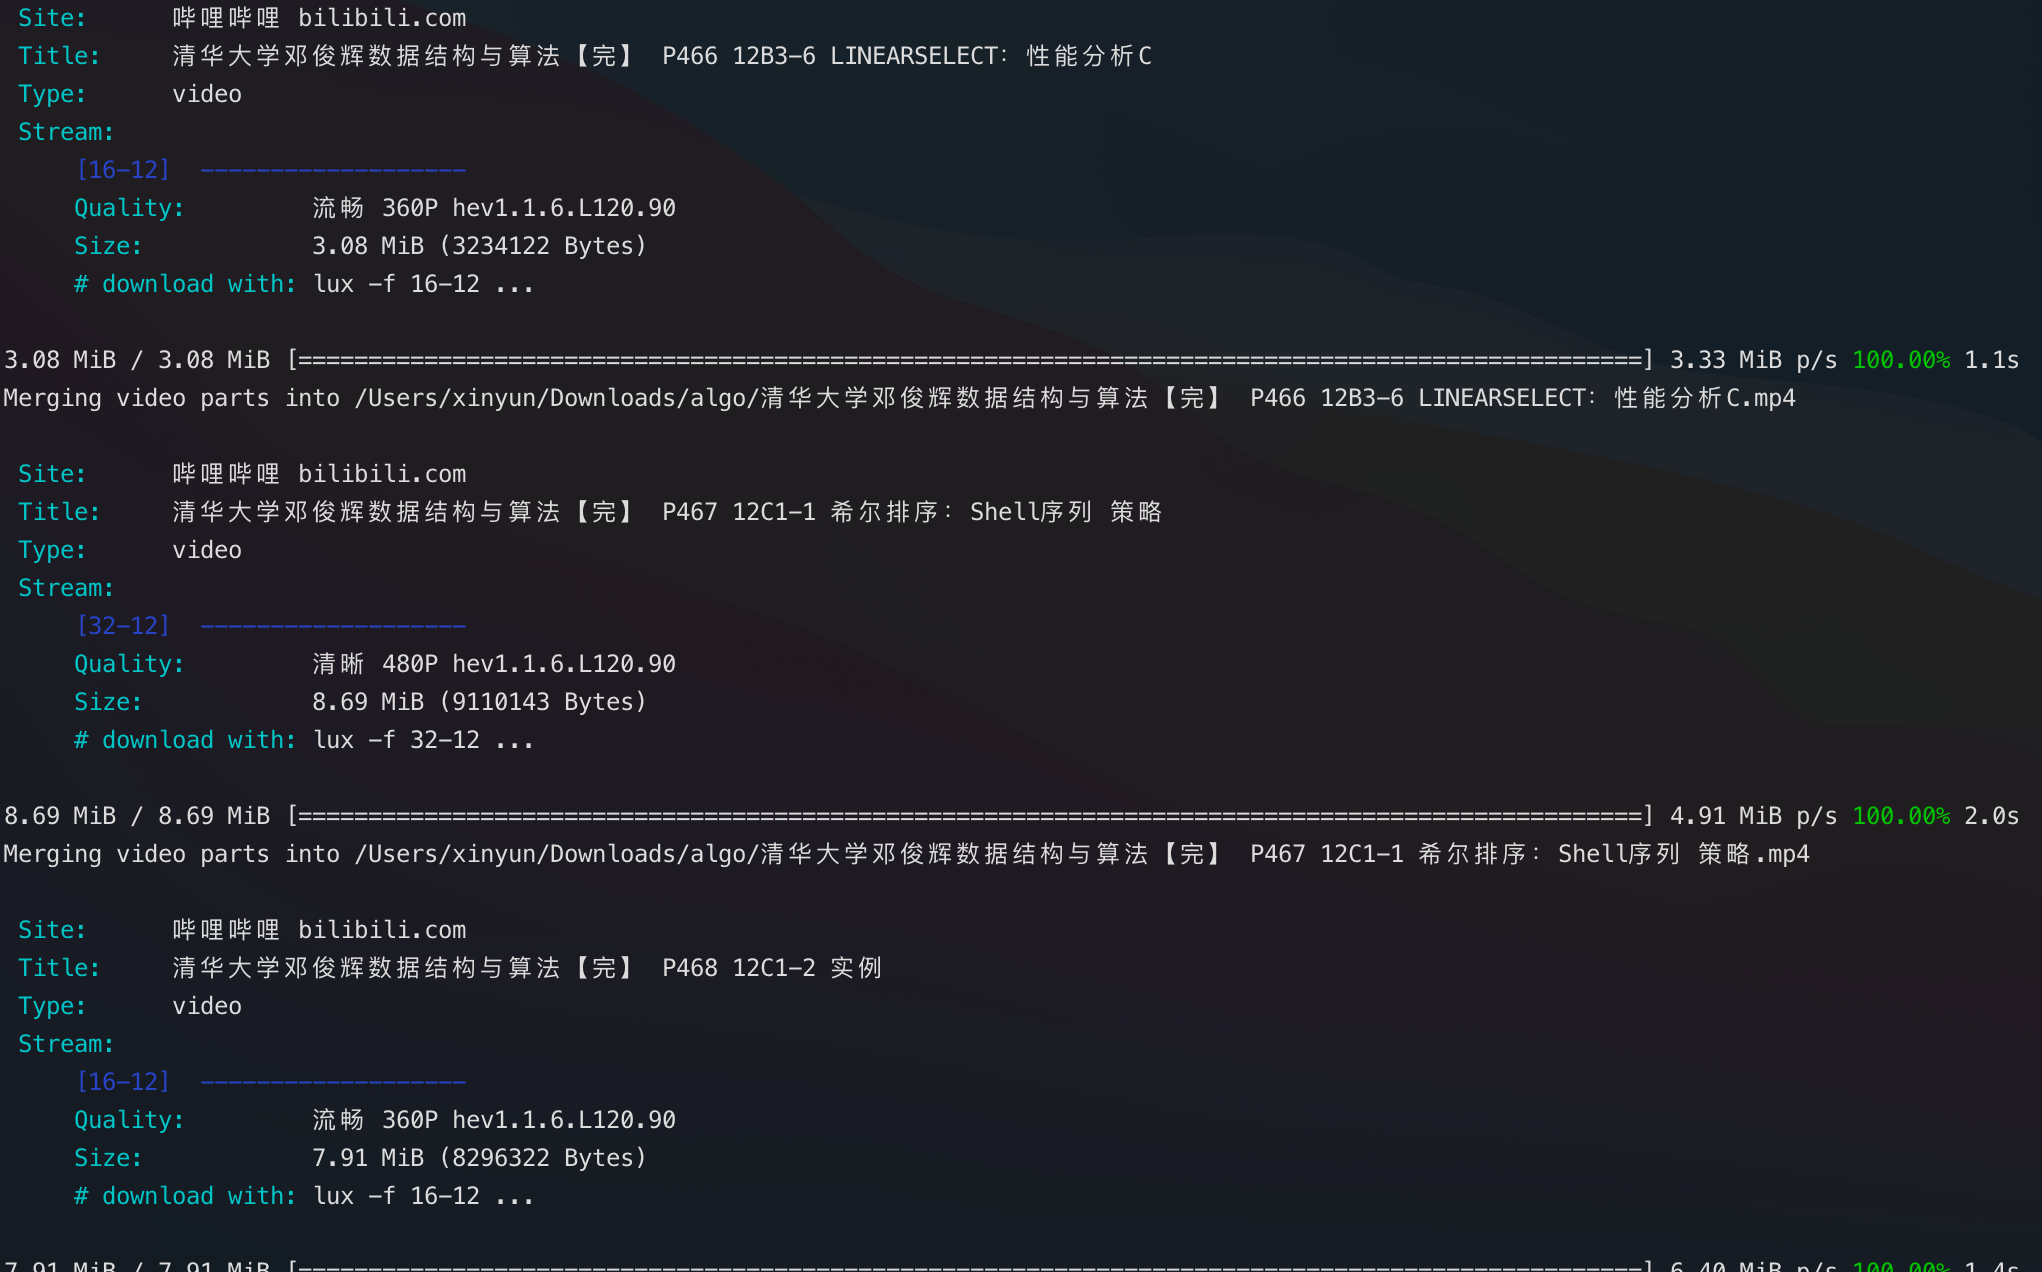 Site: 哔哩哔哩 bilibili.com
Title: 清华大学邓俊辉数据结构与算法【完】 P466 12B3-6 LINEARSELECT：性能分析C
Type: video
Stream:
[16-12] -------------------
Quality: 流畅 360P hev1.1.6.L120.90
Size: 3.08 MiB (3234122 Bytes)
# download with: lux -f 16-12 ...
3.08 MiB / 3.08 MiB [================================================================================================] 3.33 MiB p/s 100.00% 1.1s
Merging video parts into /Users/xinyun/Downloads/algo/清华大学邓俊辉数据结构与算法【完】 P466 12B3-6 LINEARSELECT：性能分析C.mp4
Site: 哔哩哔哩 bilibili.com
Title: 清华大学邓俊辉数据结构与算法【完】 P467 12C1-1 希尔排序：Shell序列 策略
Type: video
Stream:
[32-12] -------------------
Quality: 清晰 480P hev1.1.6.L120.90
Size: 8.69 MiB (9110143 Bytes)
# download with: lux -f 32-12 ...
8.69 MiB / 8.69 MiB [================================================================================================] 4.91 MiB p/s 100.00% 2.0s
Merging video parts into /Users/xinyun/Downloads/algo/清华大学邓俊辉数据结构与算法【完】 P467 12C1-1 希尔排序：Shell序列 策略.mp4
Site: 哔哩哔哩 bilibili.com
Title: 清华大学邓俊辉数据结构与算法【完】 P468 12C1-2 实例
Type: video
Stream:
[16-12] -------------------
Quality: 流畅 360P hev1.1.6.L120.90
Size: 7.91 MiB (8296322 Bytes)
# download with: lux -f 16-12 ...
7.91 MiB / 7.91 MiB [================================================================================================] 6.40 MiB p/s 100.00% 1.4s